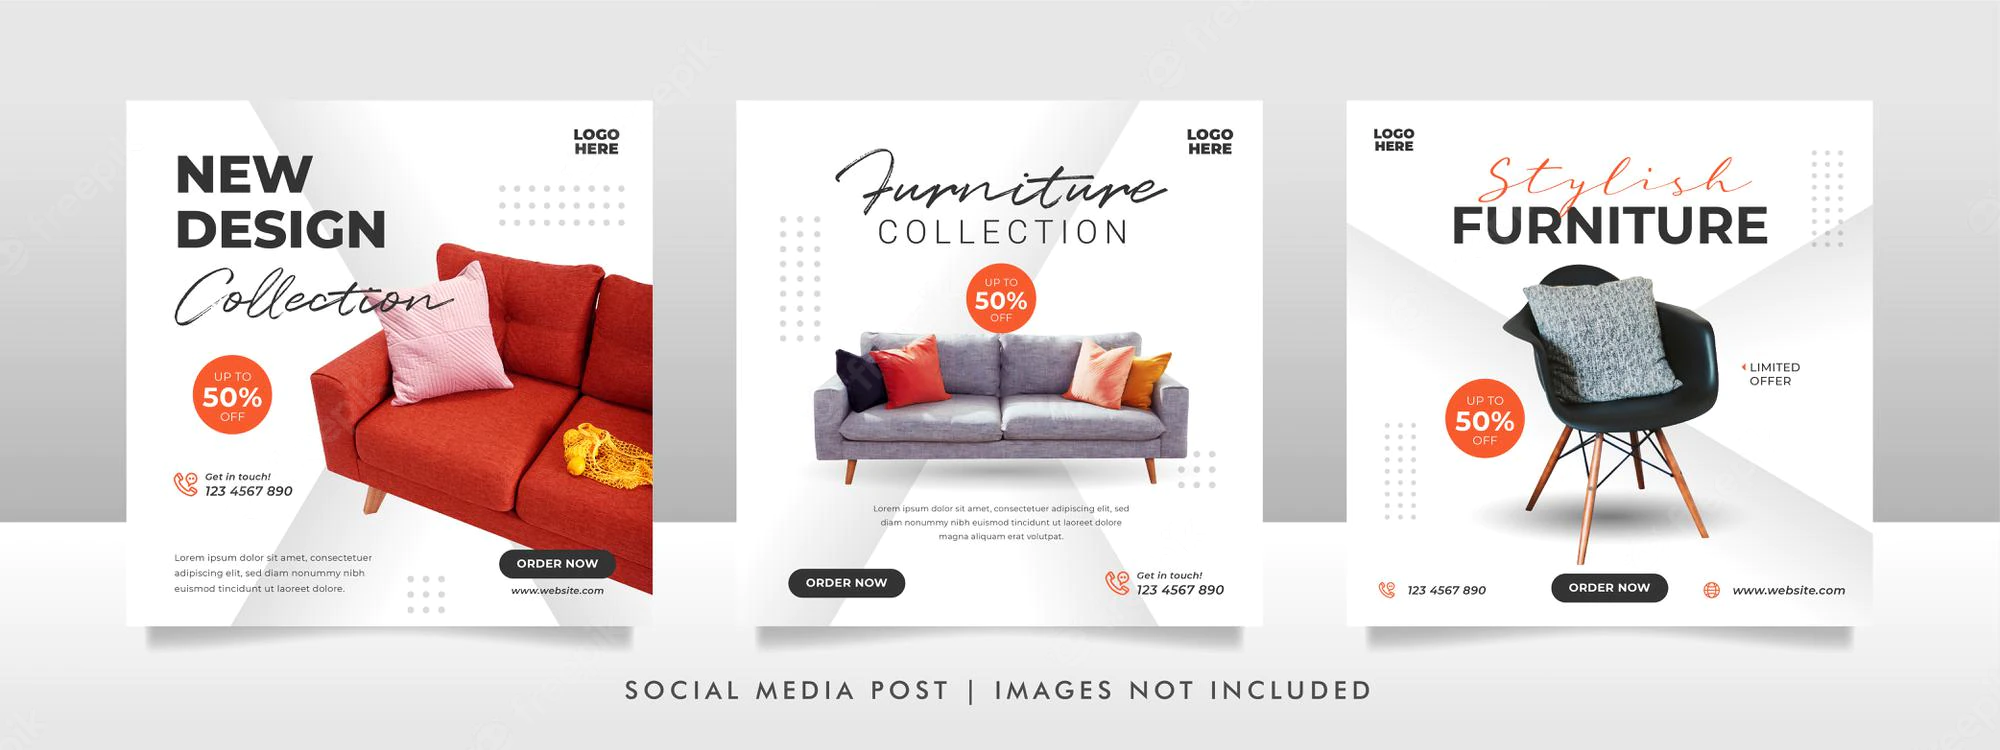 NEW
DESIGN
Collection
LOGO
HERE
UP TO
50%
OFF
Get in touch!
123 4567 890
Lorem ipsum dolor sit amet, consectetuer
adipiscing elit, sed diam nonummy nibh
euismod tincidunt ut laoreet dolore.
ORDER NOW
www.website.com
LOGO
HERE
Furniture
COLLECTION
UP TO
50%
OFF
Lorem ipsum dolor sit amet, consectetuer adipiscing elit, sed
diam nonummy nibh euismod tincidunt ut laoreet dolore
magna aliquam erat volutpat.
ORDER NOW
Get in touch!
123 4567 890
LOGO
HERE
Stylish
FURNITURE
LIMITED
OFFER
UP TO
50%
OFF
123 4567 890
ORDER NOW
www.website.com
SOCIAL MEDIA POST | IMAGES NOT INCLUDED